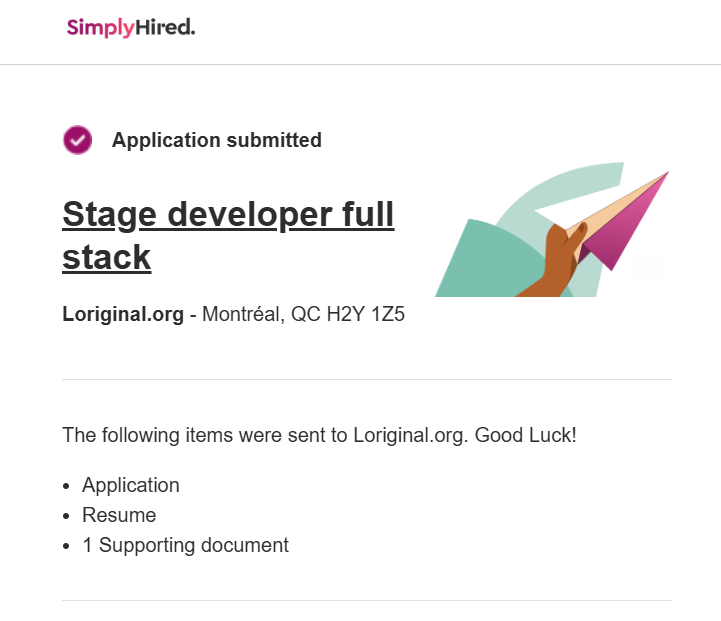 SimplyHired.
Application submitted
Stage developer full
stack
Loriginal.org - Montréal, QC H2Y 1Z5
The following items were sent to Loriginal.org. Good Luck!
• Application
• Resume
• 1 Supporting document